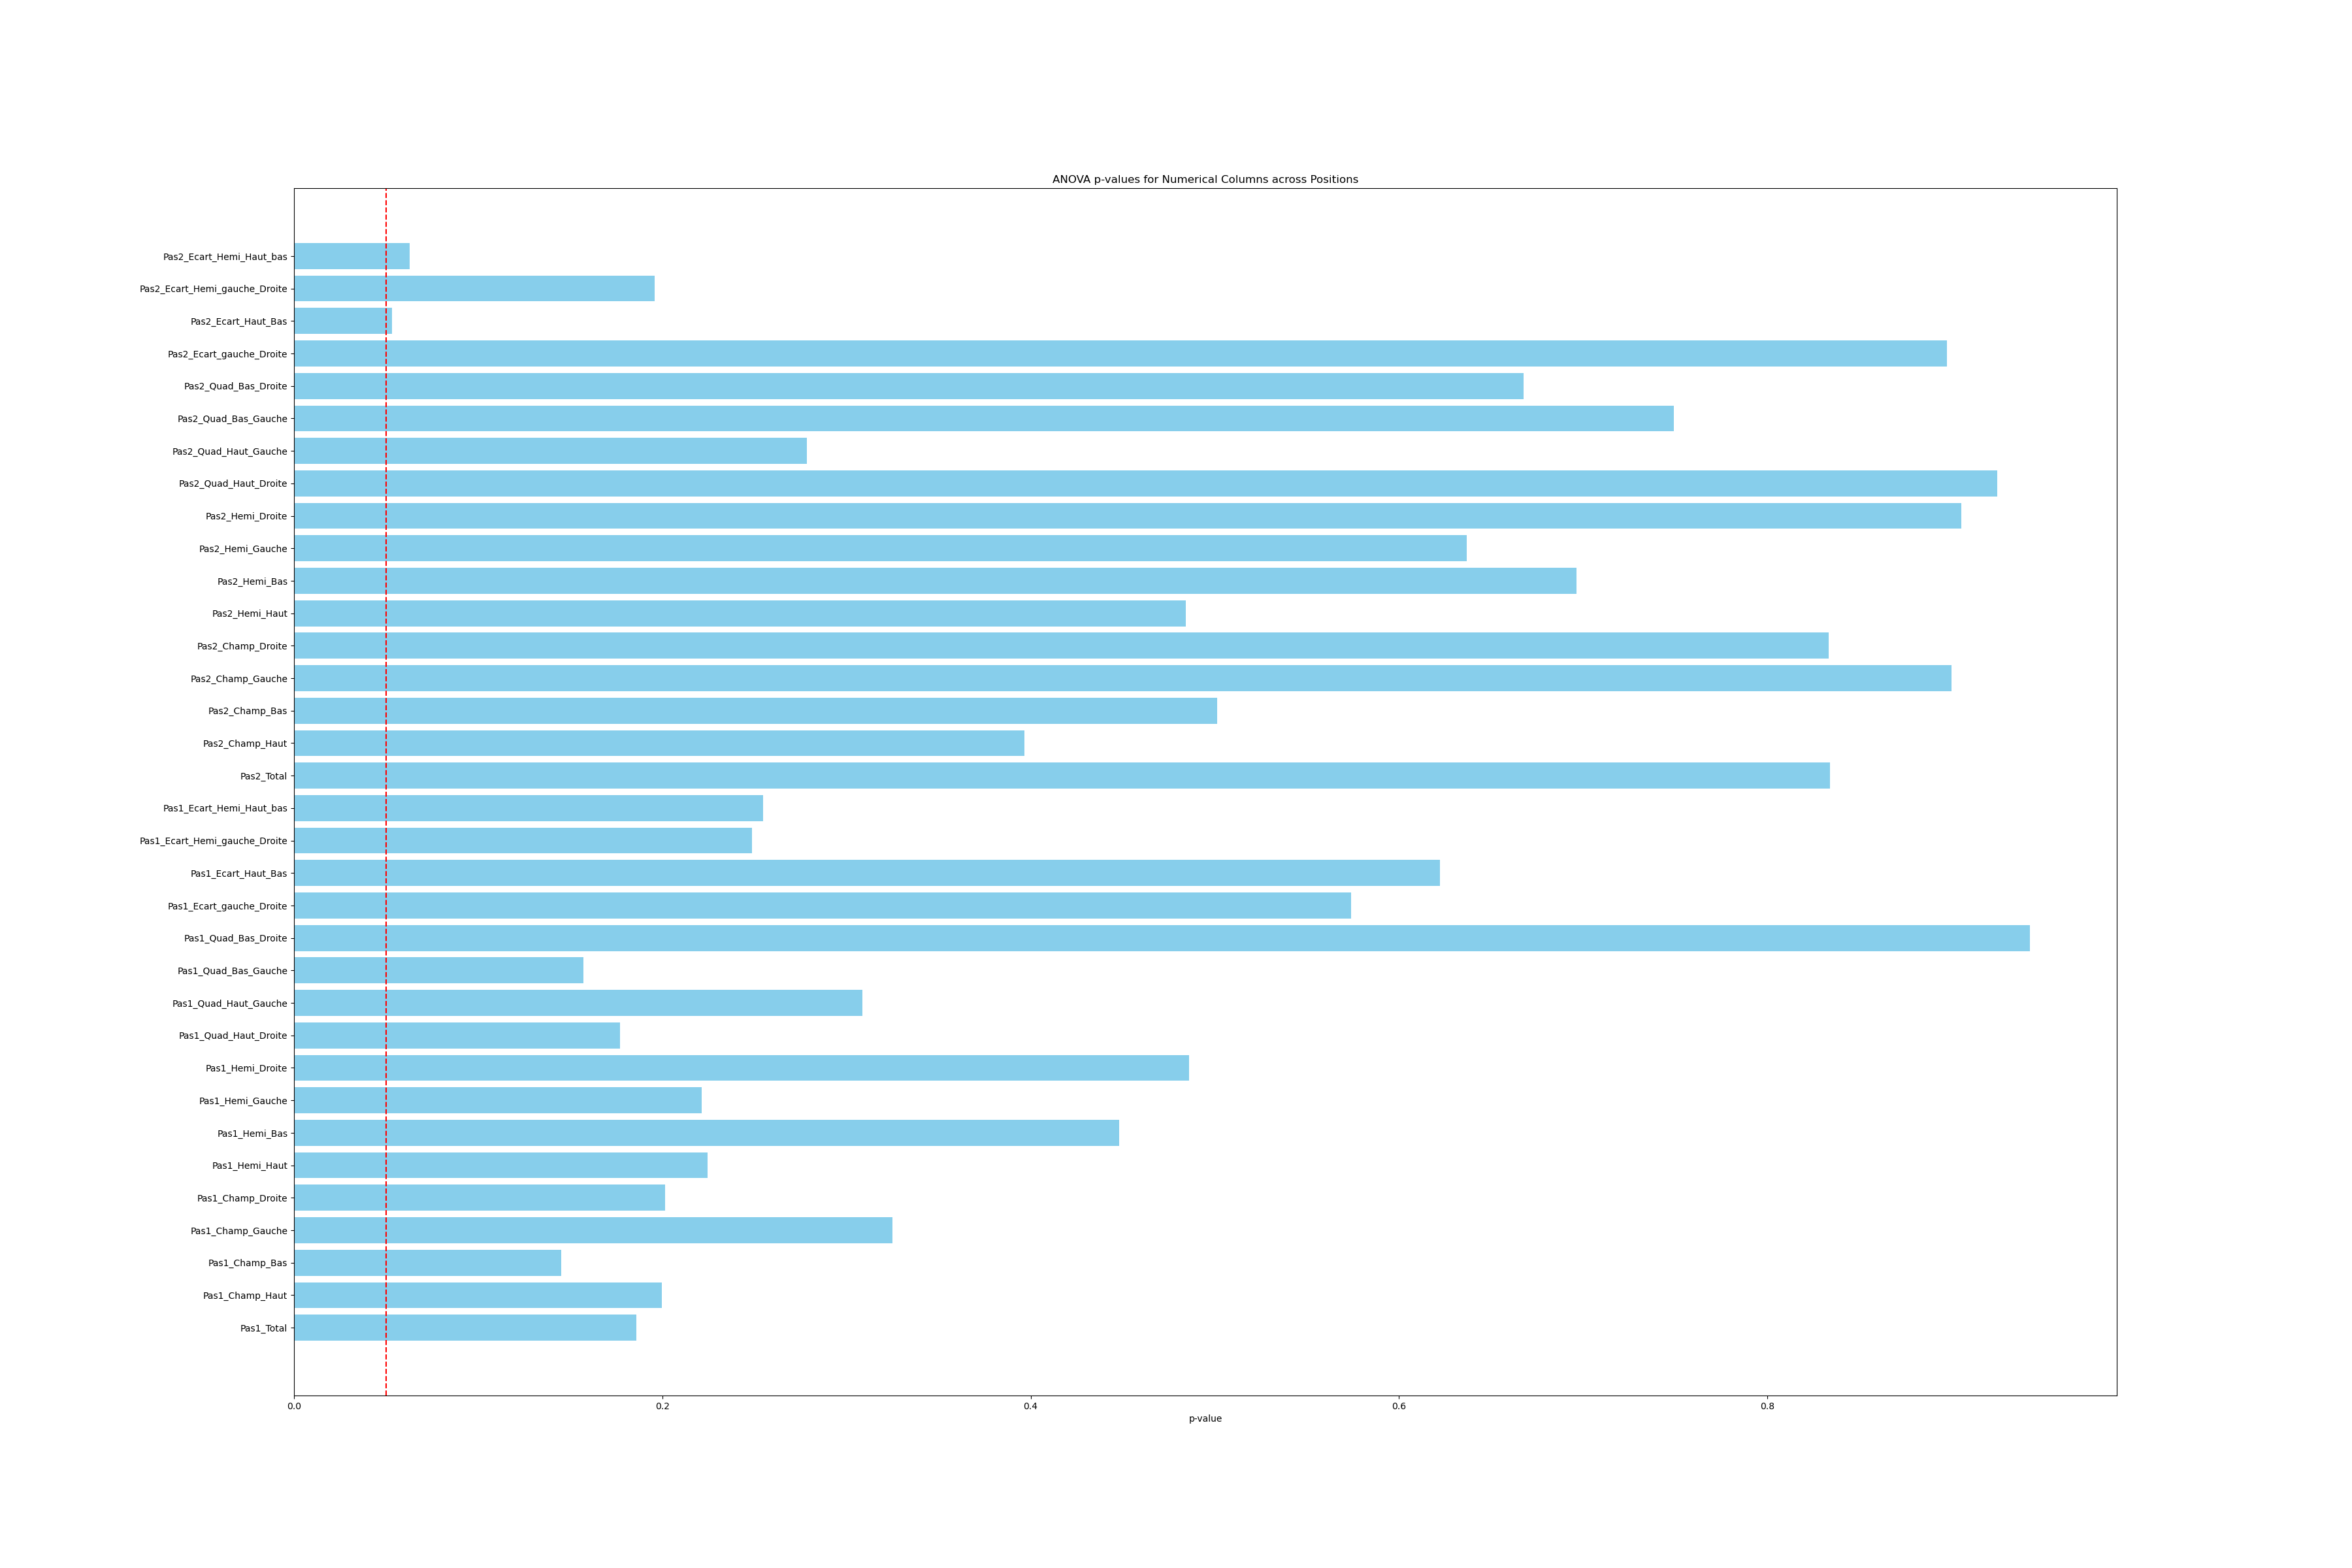 ANOVA p-values for Numerical Columns across Positions
Pas2_Ecart_Hemi_Haut_bas
Pas2_Ecart_Hemi_gauche_Droite
Pas2_Ecart_Haut_Bas
Pas2_Ecart_gauche_Droite
Pas2_Quad_Bas_Droite
Pas2_Quad_Bas_Gauche
Pas2_Quad_Haut_Gauche
Pas2_Quad_Haut_Droite
Pas2_Hemi_Droite
Pas2_Hemi_Gauche
Pas2_Hemi_Bas
Pas2_Hemi_Haut
Pas2_Champ_Droite
Pas2_Champ_Gauche
Pas2_Champ_Bas
Pas2_Champ_Haut
Pas2_Total
Pas1_Ecart_Hemi_Haut_bas
Pas1_Ecart_Hemi_gauche_Droite
Pas1_Ecart_Haut_Bas
Pas1_Ecart_gauche_Droite
Pas1_Quad_Bas_Droite
Pas1_Quad_Bas_Gauche
Pas1_Quad_Haut_Gauche
Pas1_Quad_Haut_Droite
Pas1_Hemi_Droite
Pas1_Hemi_Gauche
Pas1_Hemi_Bas
Pas1_Hemi_Haut
Pas1_Champ_Droite
Pas1_Champ_Gauche
Pas1_Champ_Bas
Pas1_Champ_Haut
Pas1_Total
0.0 0.2 0.4 0.6 0.8
p-value